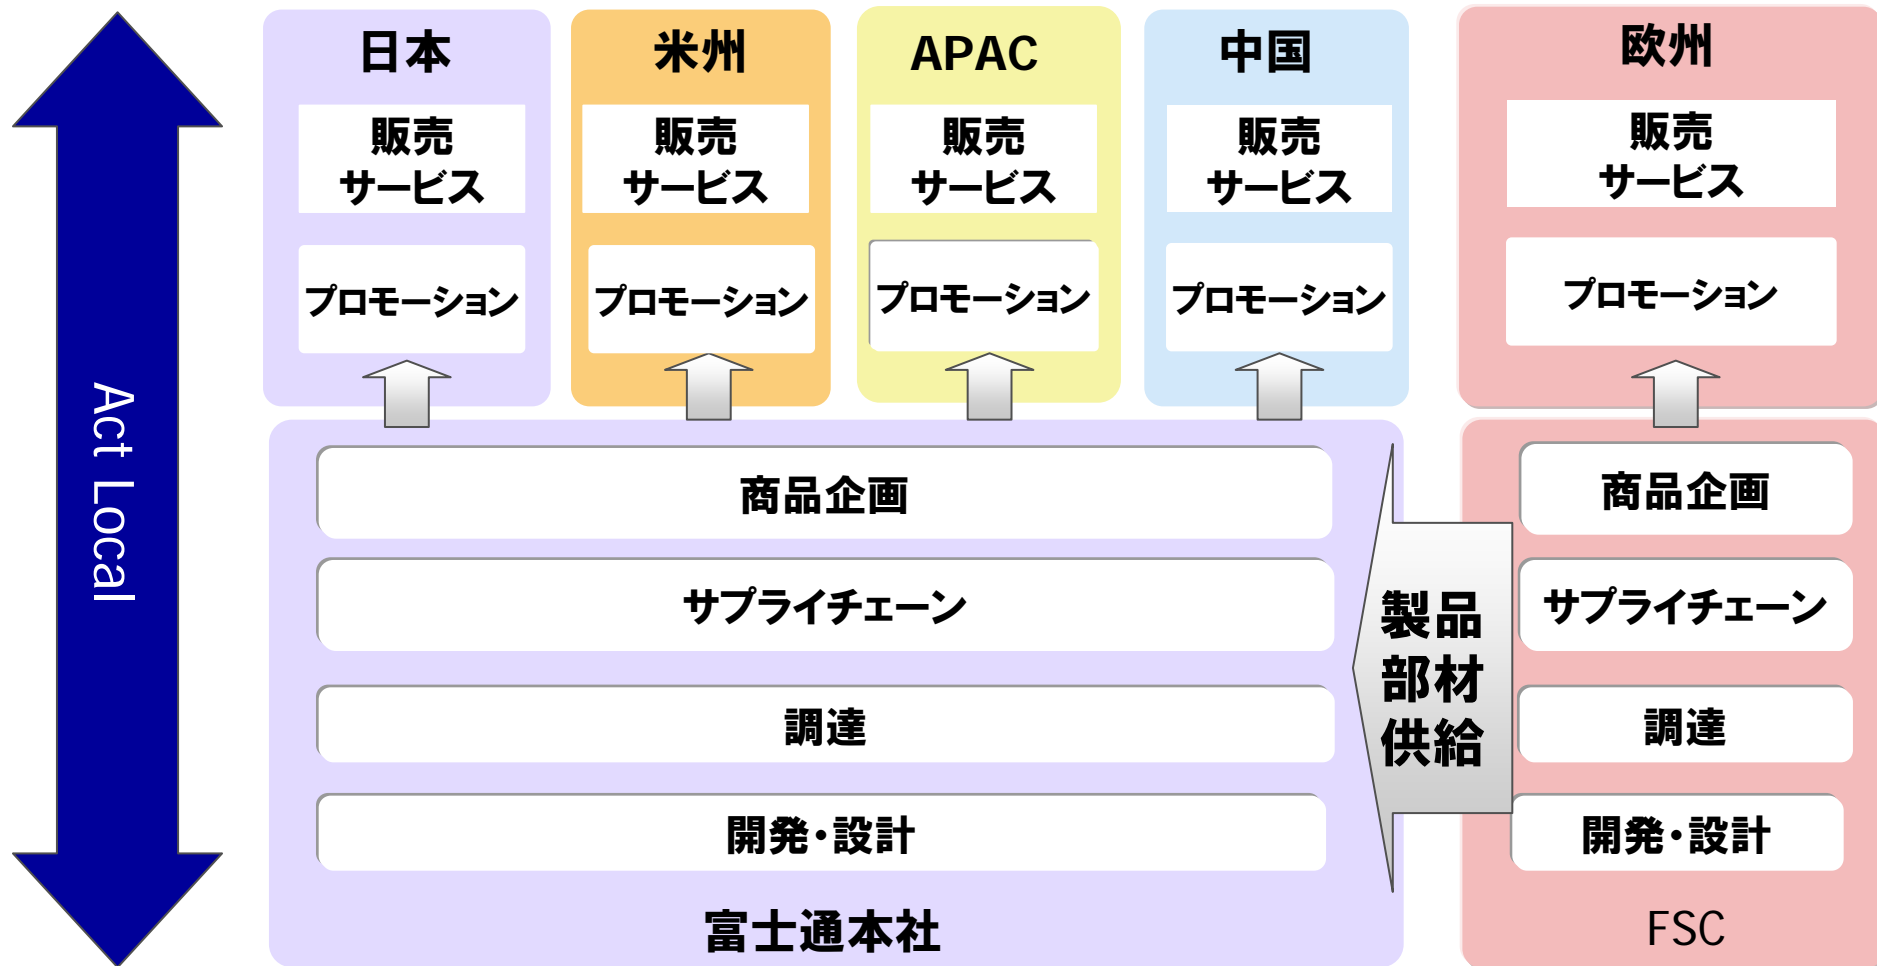 Act Local
日本
販売
サービス
プロモーション
米州
販売
サービス
プロモーション
APAC
販売
サービス
プロモーション
中国
販売
サービス
プロモーション
欧州
販売
サービス
プロモーション
商品企画
サプライチェーン
調達
開発・設計
富士通本社
製品
部材
供給
商品企画
サプライチェーン
調達
開発・設計
FSC